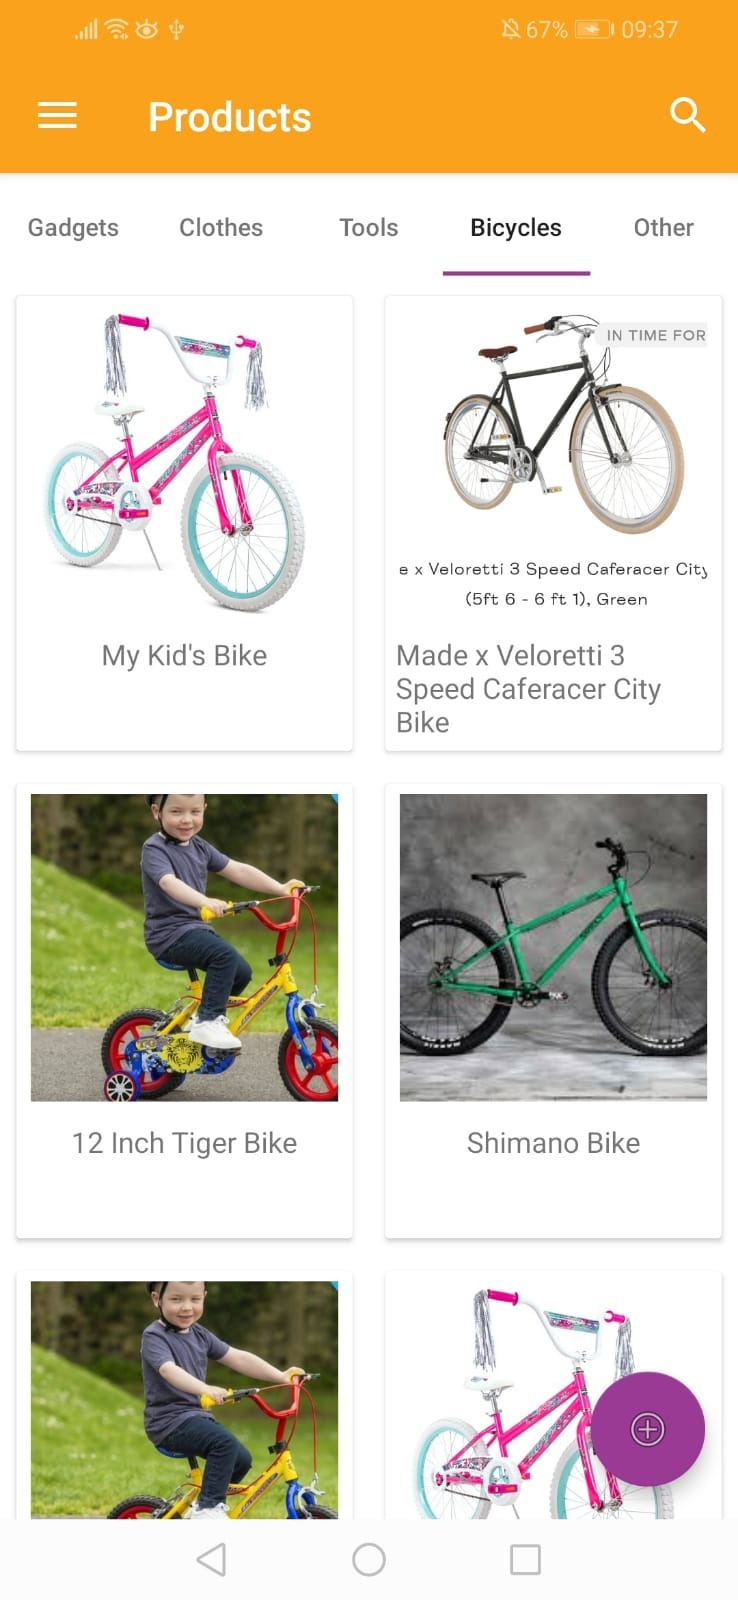 67% 09:37
Products
Gadgets Clothes Tools Bicycles Other
IN TIME FOR
e x Veloretti 3 Speed Caferacer City
(5ft 6 - 6 ft 1), Green
My Kid's Bike
Made x Veloretti 3
Speed Caferacer City
Bike
12 Inch Tiger Bike
Shimano Bike